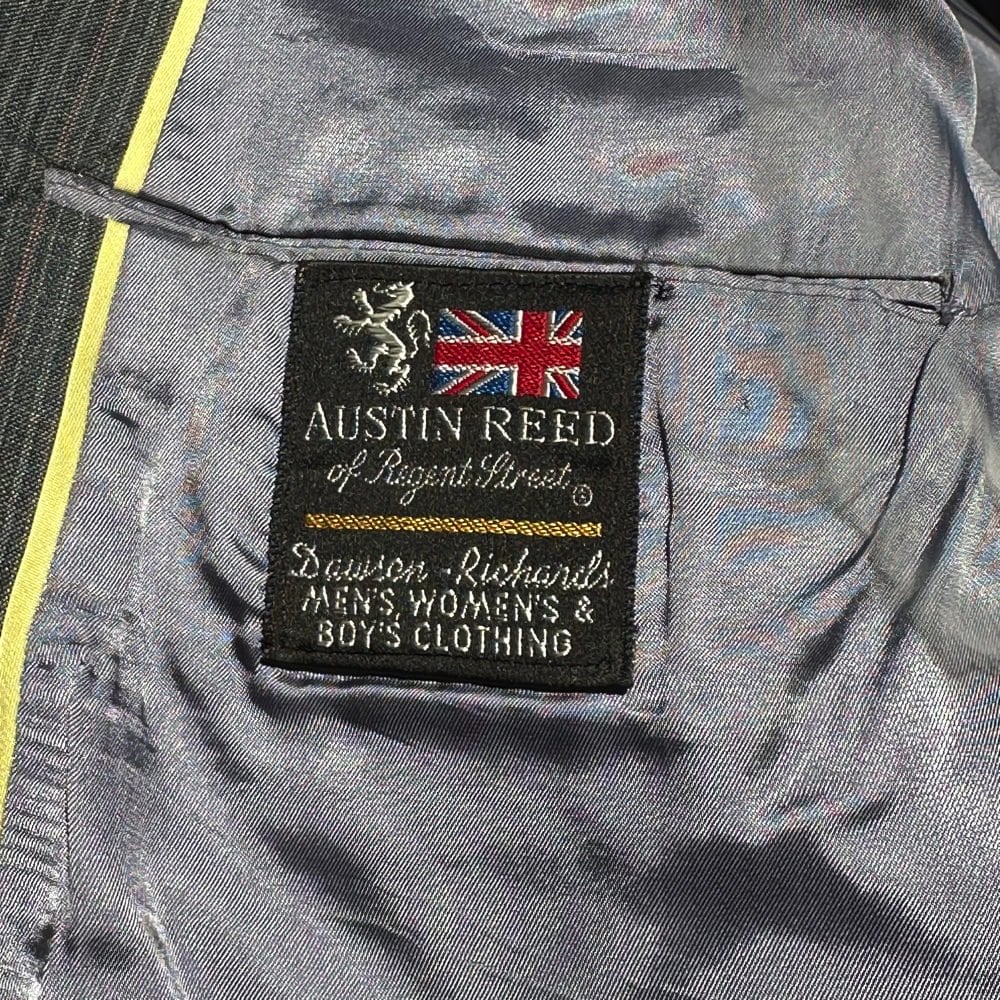 AUSTIN REED
of Regent Street ®
Dawson-Richards
MEN'S, WOMEN'S &
BOY'S CLOTHING